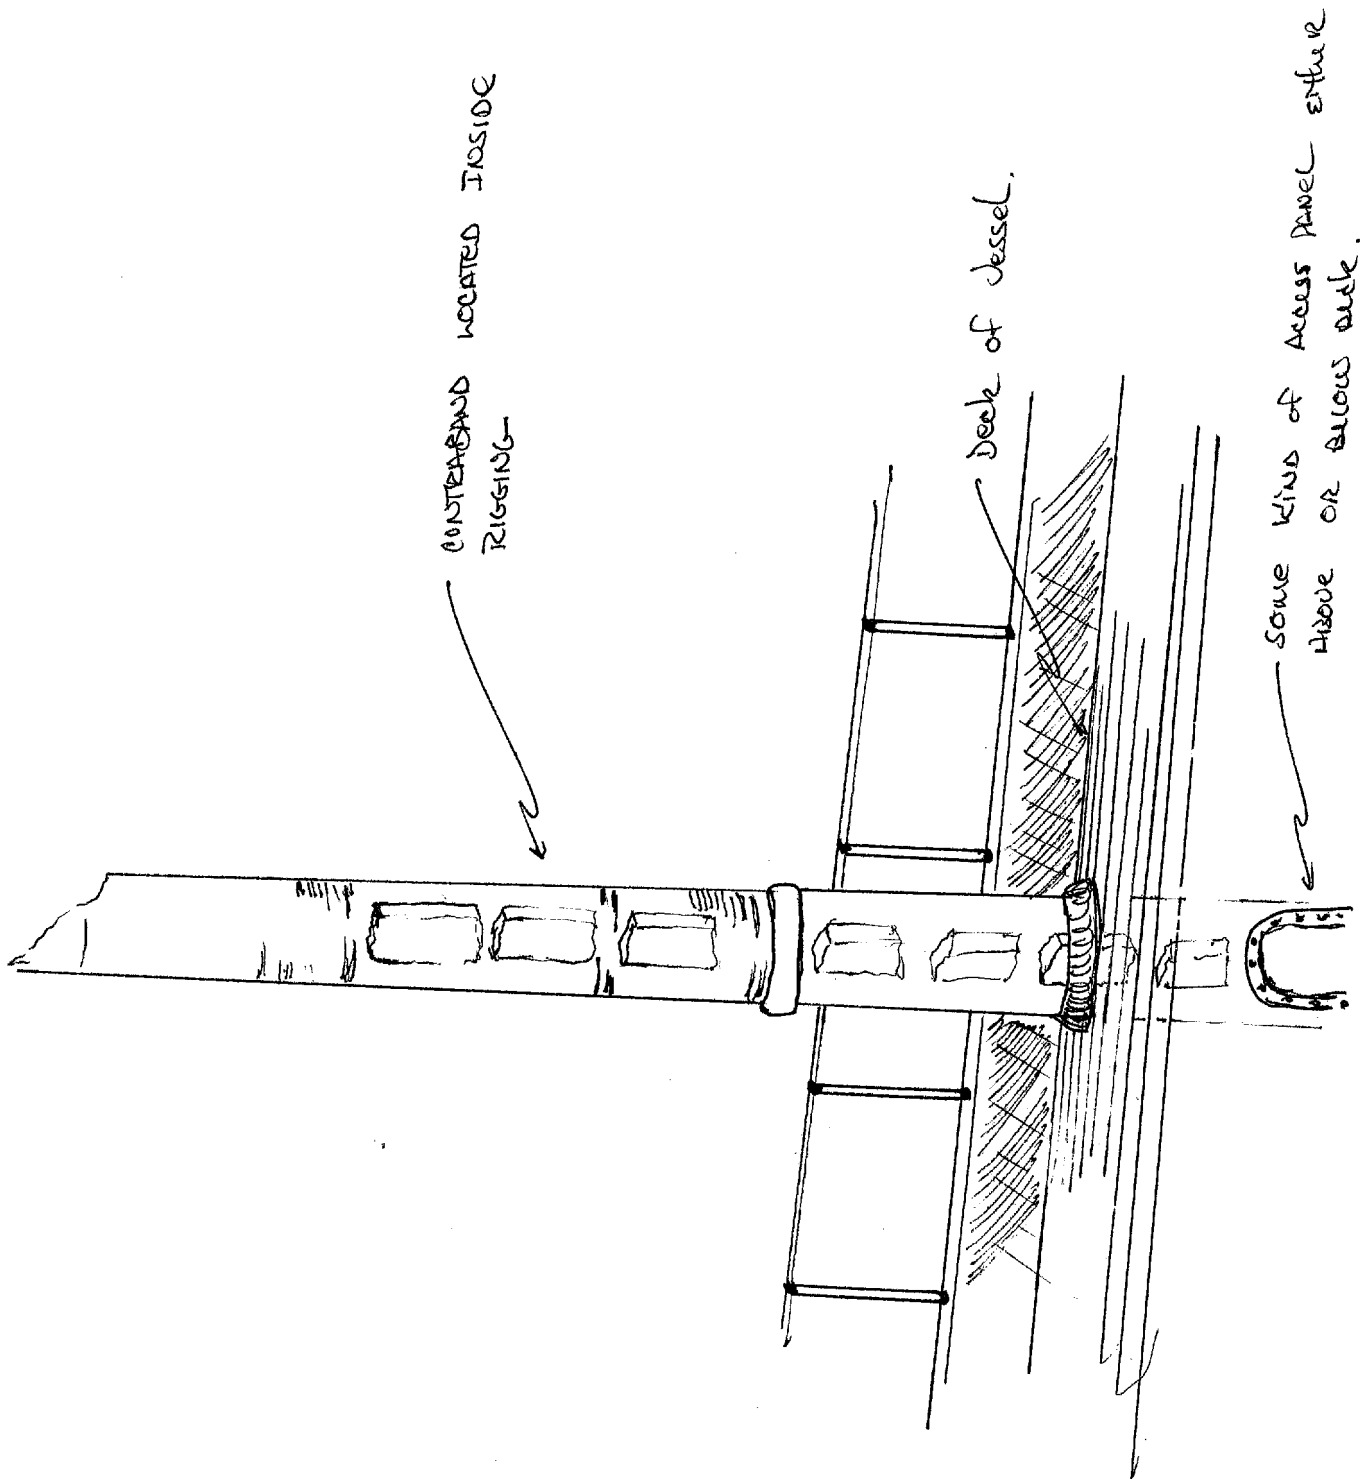 CONTRABAND LOCATED INSIDE
RIGGING
Deck of Vessel.
Some KIND of Access PANEL EITHER
ABOVE OR BELOW DECK.